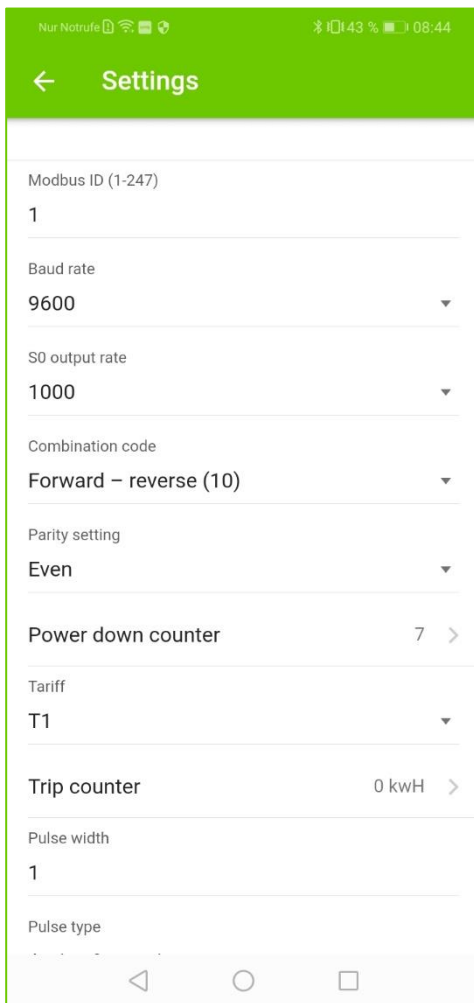 Nur Notrufe 43 % 08:44
Settings
Modbus ID (1-247)
1
Baud rate
9600
S0 output rate
1000
Combination code
Forward – reverse (10)
Parity setting
Even
Power down counter 7
Tariff
T1
Trip counter 0 kwH
Pulse width
1
Pulse type